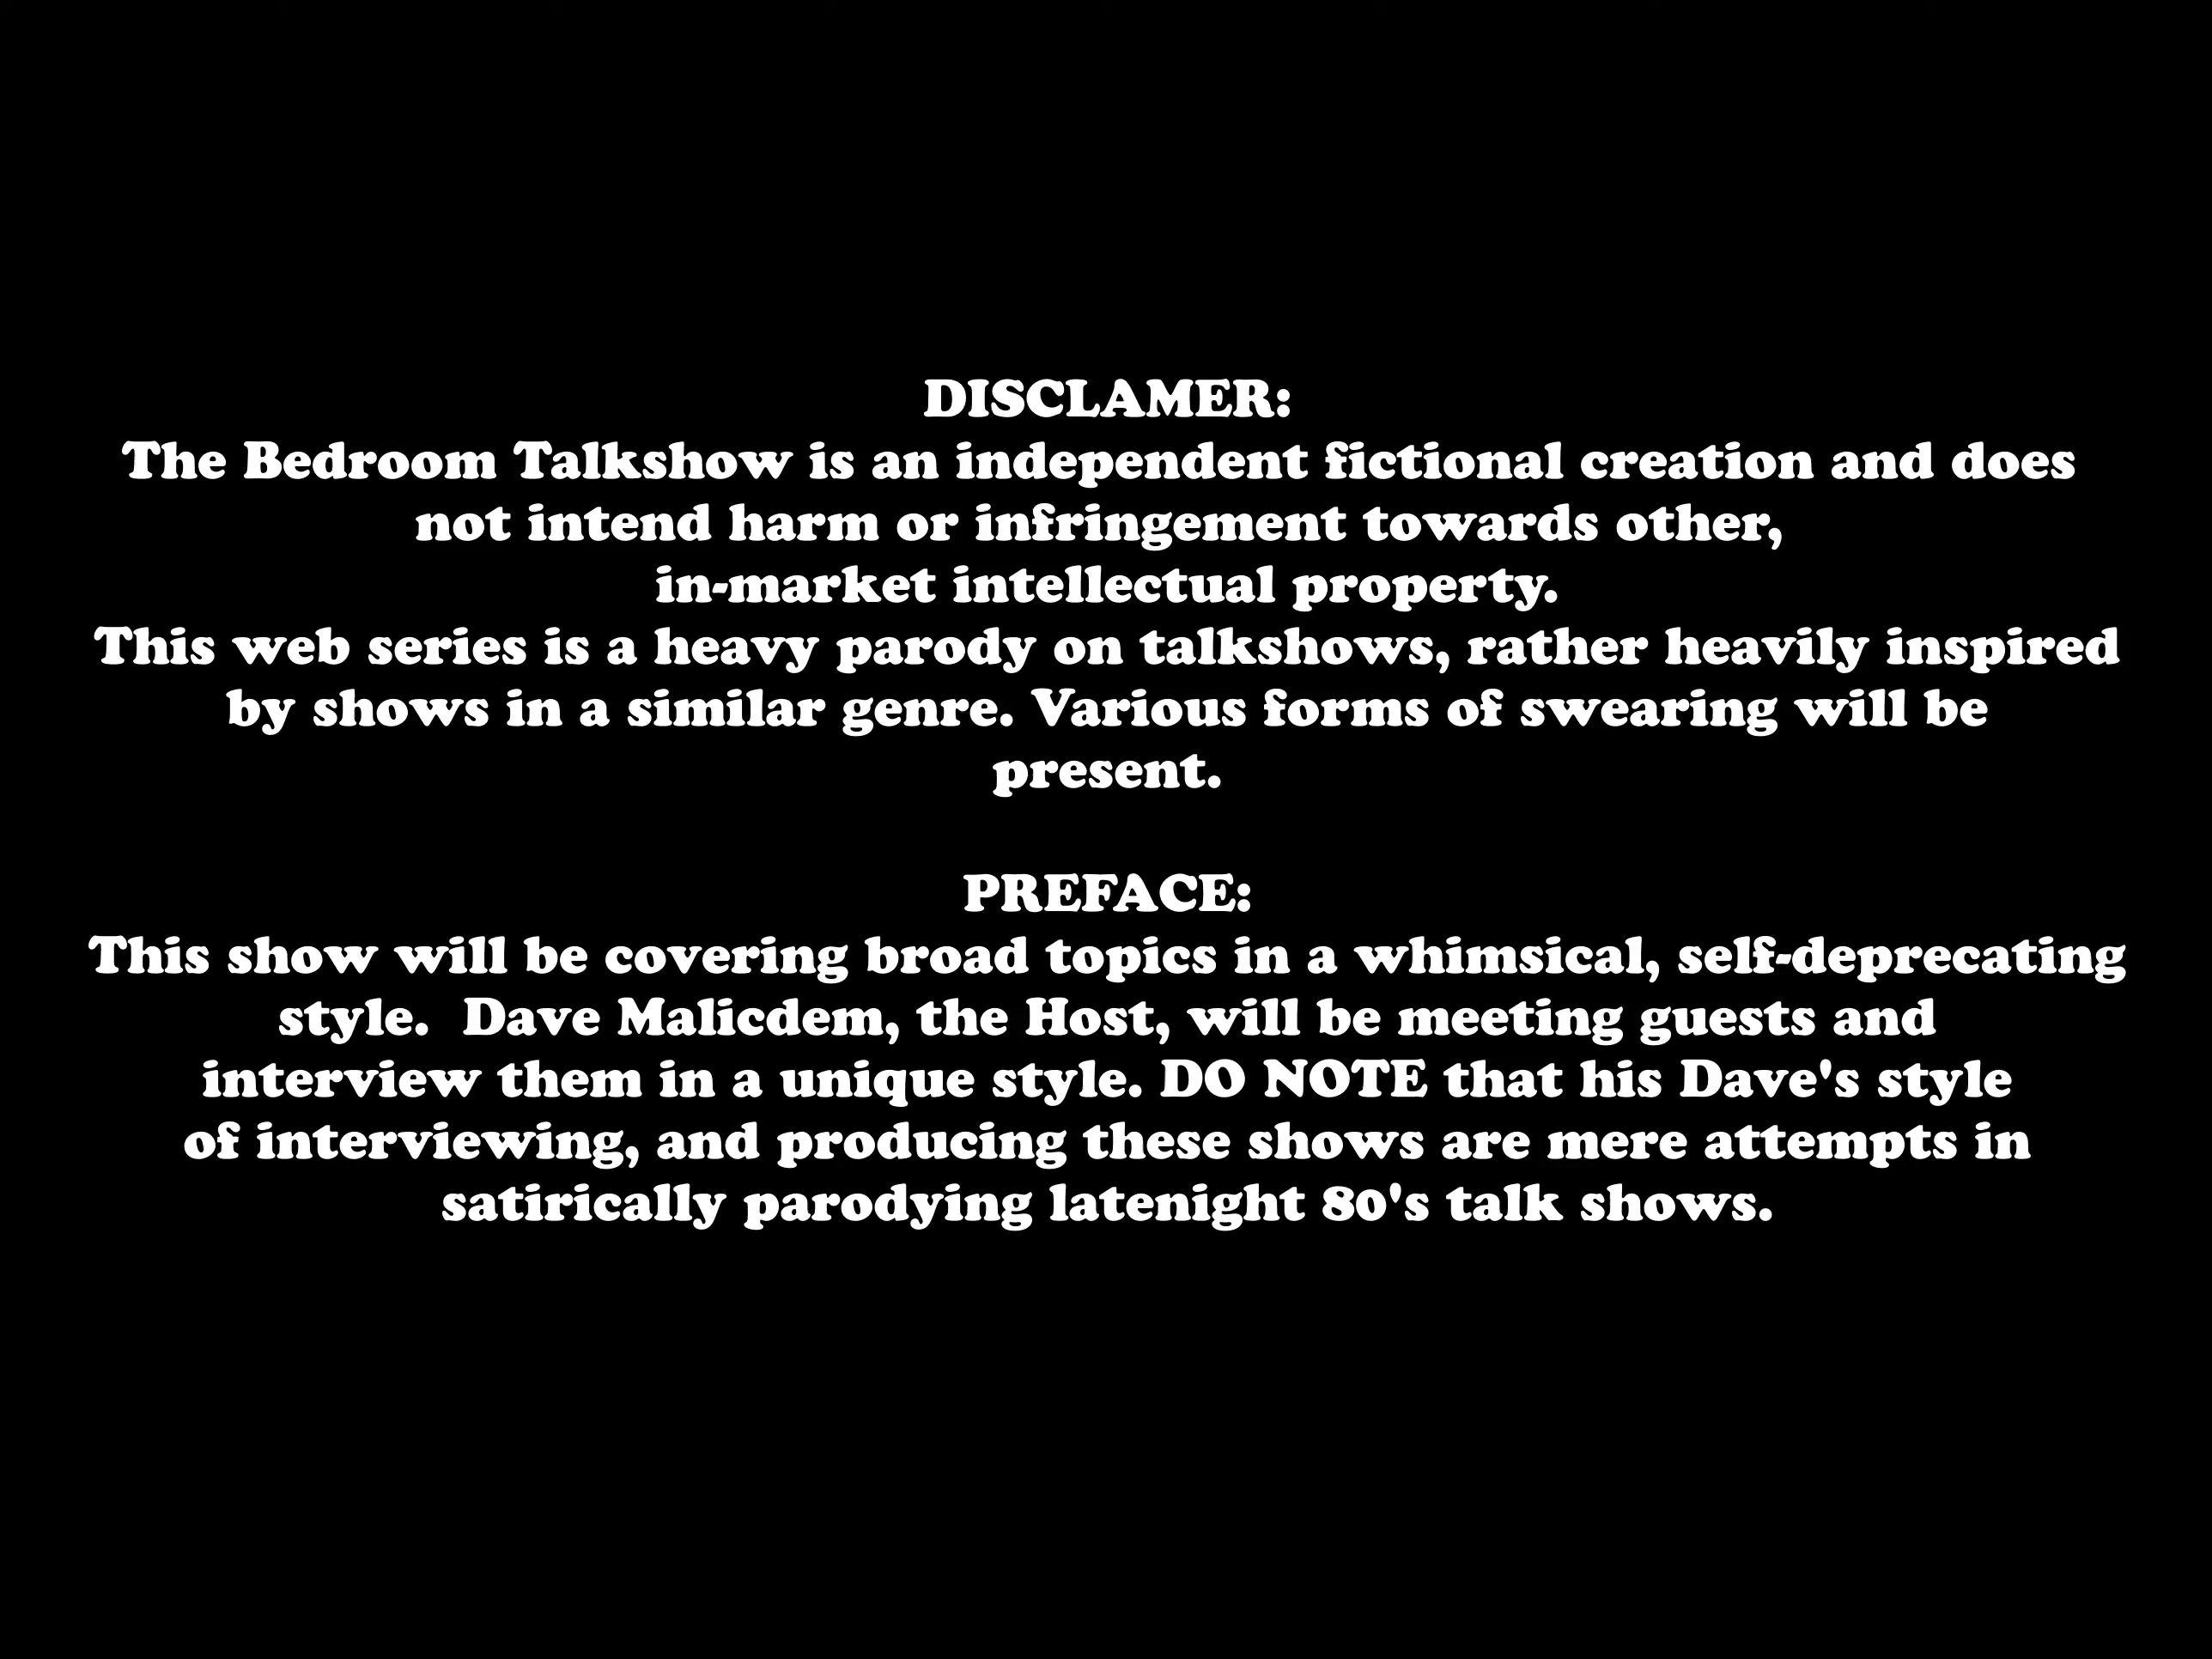 DISCLAMER:
The Bedroom Talkshow is an independent fictional creation and does
not intend harm or infringement towards other,
in-market intellectual property.
This web series is a heavy parody on talkshows, rather heavily inspired
by shows in a similar genre. Various forms of swearing will be
present.
PREFACE:
This show will be covering broad topics in a whimsical, self-deprecating
style.  Dave Malicdem, the Host, will be meeting guests and
interview them in a unique style. DO NOTE that his Dave's style
of interviewing, and producing these shows are mere attempts in
satirically parodying latenight 80's talk shows.